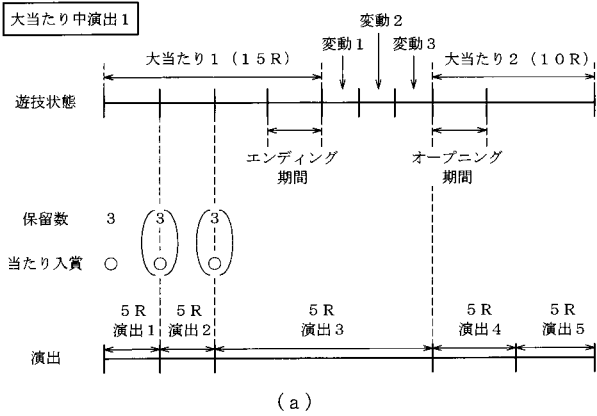 大当たり中演出1
変動2
変動1
変動3
大当たり1(15R)
大当たり2(10R)
遊技状態
エンディング
期間
オープニング
期間
保留数 3 3 3
当たり入賞 ○ ○ ○
5R
演出1
5R
演出2
5R
演出3
5R
演出4
5R
演出5
演出
(a)